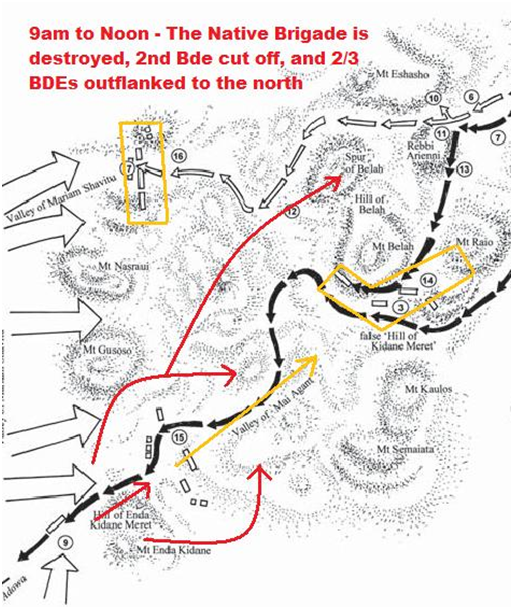 9am to Noon - The Native Brigade is
destroyed, 2nd Bde cut off, and 2/3
BDEs outflanked to the north
Mt Eshasho
10
6
11
7
Rebbi
Arienni
16
Spur
of Belah
13
Valley of Mariam Shavitu
12
Hill of
Belah
Mt Belah
Mt Raio
Mt Nasraui
14
3
false 'Hill of
Kidane Meret'
Mt Gusoso
Mt Kaulos
Valley of 'Mai Agam'
15
Mt Semaiata
Hill of Enda
Kidane Meret
9
Mt Enda Kidane
Adowa